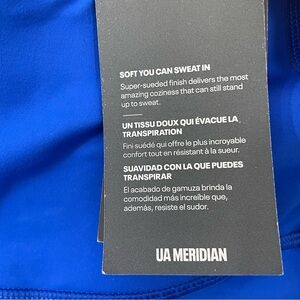 SOFT YOU CAN SWEAT IN
Super-sueded finish delivers the most
amazing coziness that can still stand
up to sweat.
UN TISSU DOUX QUI ÉVACUE LA
TRANSPIRATION
Fini suédé qui offre le plus incroyable
confort tout en résistant à la sueur.
SUAVIDAD CON LA QUE PUEDES
TRANSPIRAR
El acabado de gamuza brinda la
comodidad más increíble que,
además, resiste el sudor.
UA MERIDIAN